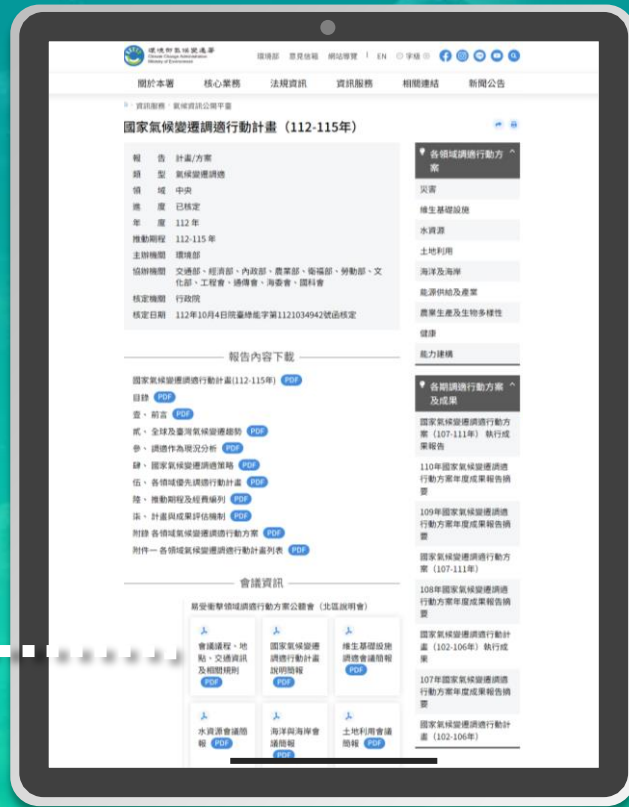 環境部氣候變遷署
Climate Change Administration
Ministry of Environment
環境部 意見信箱 網站導覽 | EN 字級
關於本署 核心業務 法規資訊 資訊服務 相關連結 新聞公告
資訊服務 · 氣候資訊公開平臺
國家氣候變遷調適行動計畫（112-115年）
報告 計畫/方案
類型 氣候變遷調適
領域 中央
進度 已核定
年度 112 年
推動期程 112-115 年
主辦機關 環境部
協辦機關 交通部、經濟部、內政部、農業部、衛福部、勞動部、文
化部、工程會、通傳會、海委會、國科會
核定機關 行政院
核定日期 112年10月4日院臺綠能字第1121034942號函核定
報告內容下載
國家氣候變遷調適行動計畫(112-115年) PDF
目錄 PDF
壹、 前言 PDF
貳、 全球及臺灣氣候變遷趨勢 PDF
參、 調適作為現況分析 PDF
肆、 國家氣候變遷調適策略 PDF
伍、 各領域優先調適行動計畫 PDF
陸、 推動期程及經費編列 PDF
柒、 計畫與成果評估機制 PDF
附錄 各領域氣候變遷調適行動方案 PDF
附件一 各領域氣候變遷調適行動計畫列表 PDF
會議資訊
易受衝擊領域調適行動方案公聽會（北區說明會）
會議議程、地
點、交通資訊
及相關規則
PDF
國家氣候變遷
調適行動計畫
說明簡報
PDF
維生基礎設施
調適會議簡報
PDF
水資源會議簡
報 PDF
海洋與海岸會
議簡報
PDF
土地利用會議
簡報 PDF
各領域調適行動方
案
災害
維生基礎設施
水資源
土地利用
海洋及海岸
能源供給及產業
農業生產及生物多樣性
健康
能力建構
各期調適行動方案
及成果
國家氣候變遷調適行動方
案（107-111年） 執行成
果報告
110年國家氣候變遷調適
行動方案年度成果報告摘
要
109年國家氣候變遷調適
行動方案年度成果報告摘
要
國家氣候變遷調適行動方
案（107-111年）
108年國家氣候變遷調適
行動方案年度成果報告摘
要
國家氣候變遷調適行動計
畫（102-106年）執行成
果
107年國家氣候變遷調適
行動方案年度成果報告摘
要
國家氣候變遷調適行動計
畫（102-106年）